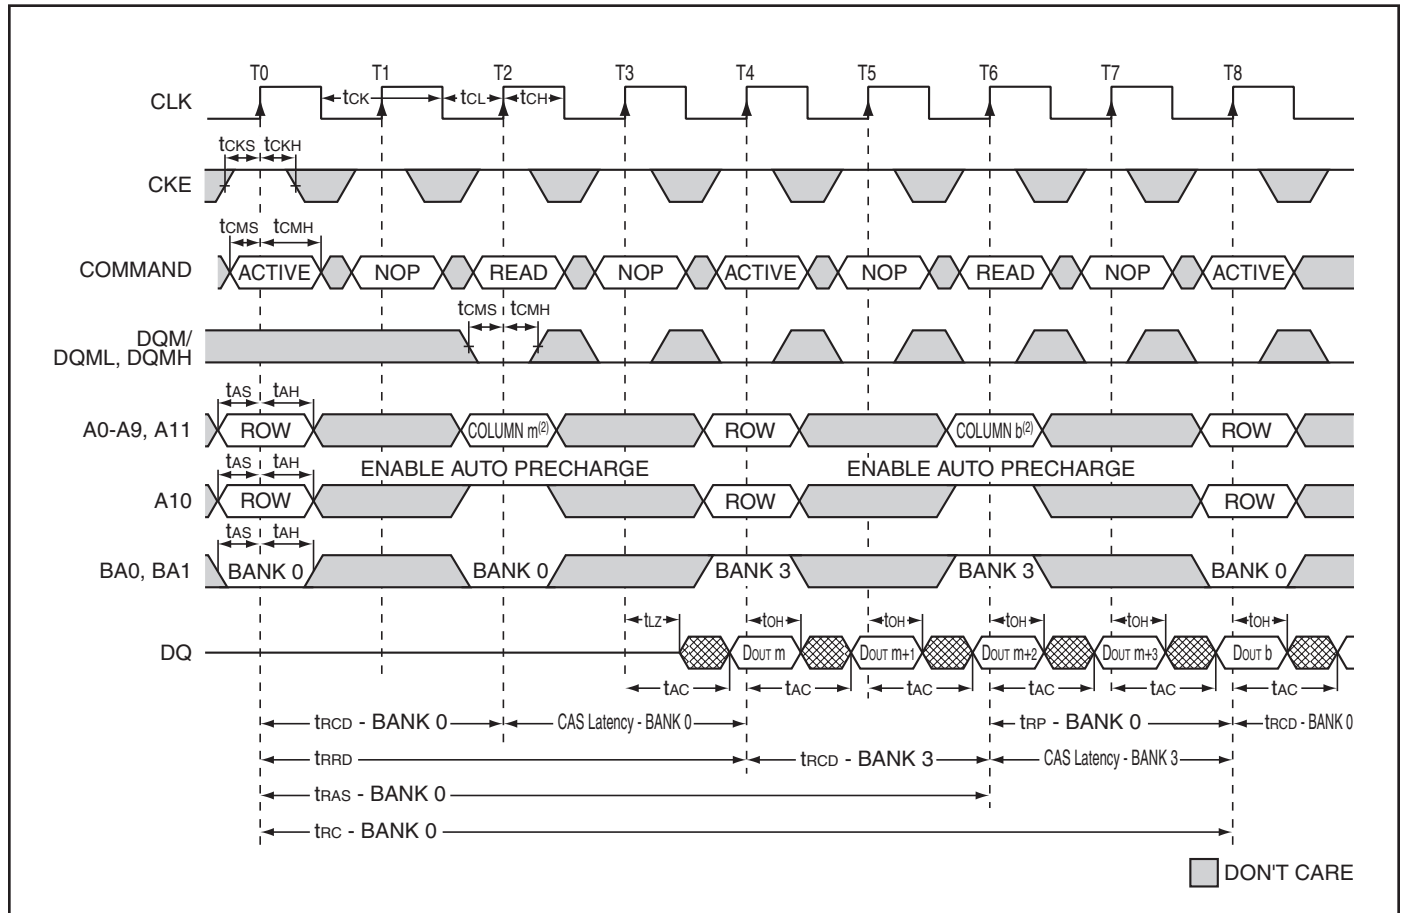 T0 T1 T2 T3 T4 T5 T6 T7 T8
CLK tCK tCL tCH
tCKS tCKH
CKE
tCMS tCMH
COMMAND ACTIVE NOP READ NOP ACTIVE NOP READ NOP ACTIVE
tCMS tCMH
DQM/
DQML, DQMH
tAS tAH
A0-A9, A11 ROW COLUMN m(2) ROW COLUMN b(2) ROW
tAS tAH ENABLE AUTO PRECHARGE ENABLE AUTO PRECHARGE
A10 ROW ROW ROW
tAS tAH
BA0, BA1 BANK 0 BANK 0 BANK 3 BANK 3 BANK 0
tLZ tOH tOH tOH tOH tOH
DQ DOUT m DOUT m+1 DOUT m+2 DOUT m+3 DOUT b
tAC tAC tAC tAC tAC tAC
tRCD - BANK 0 CAS Latency - BANK 0 tRP - BANK 0 tRCD - BANK 0
tRRD tRCD - BANK 3 CAS Latency - BANK 3
tRAS - BANK 0
tRC - BANK 0
DON'T CARE